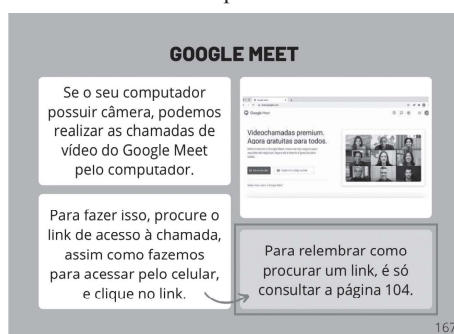 GOOGLE MEET
Se o seu computador
possuir câmera, podemos
realizar as chamadas de
vídeo do Google Meet
pelo computador.
Google Meet
Videochamadas premium.
Agora gratuitas para todos.
Para fazer isso, procure o
link de acesso à chamada,
assim como fazemos
para acessar pelo celular,
e clique no link.
Para relembrar como
procurar um link, é só
consultar a página 104.
167